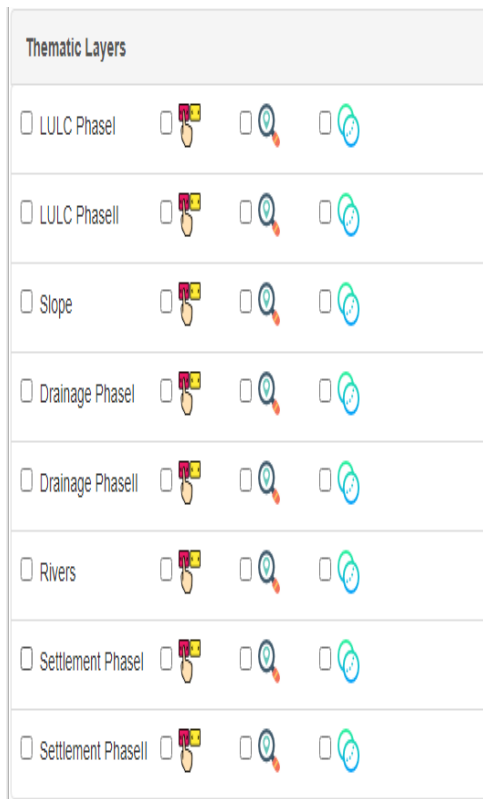 Thematic Layers
LULC PhaseI
LULC PhaseII
Slope
Drainage PhaseI
Drainage PhaseII
Rivers
Settlement PhaseI
Settlement PhaseII